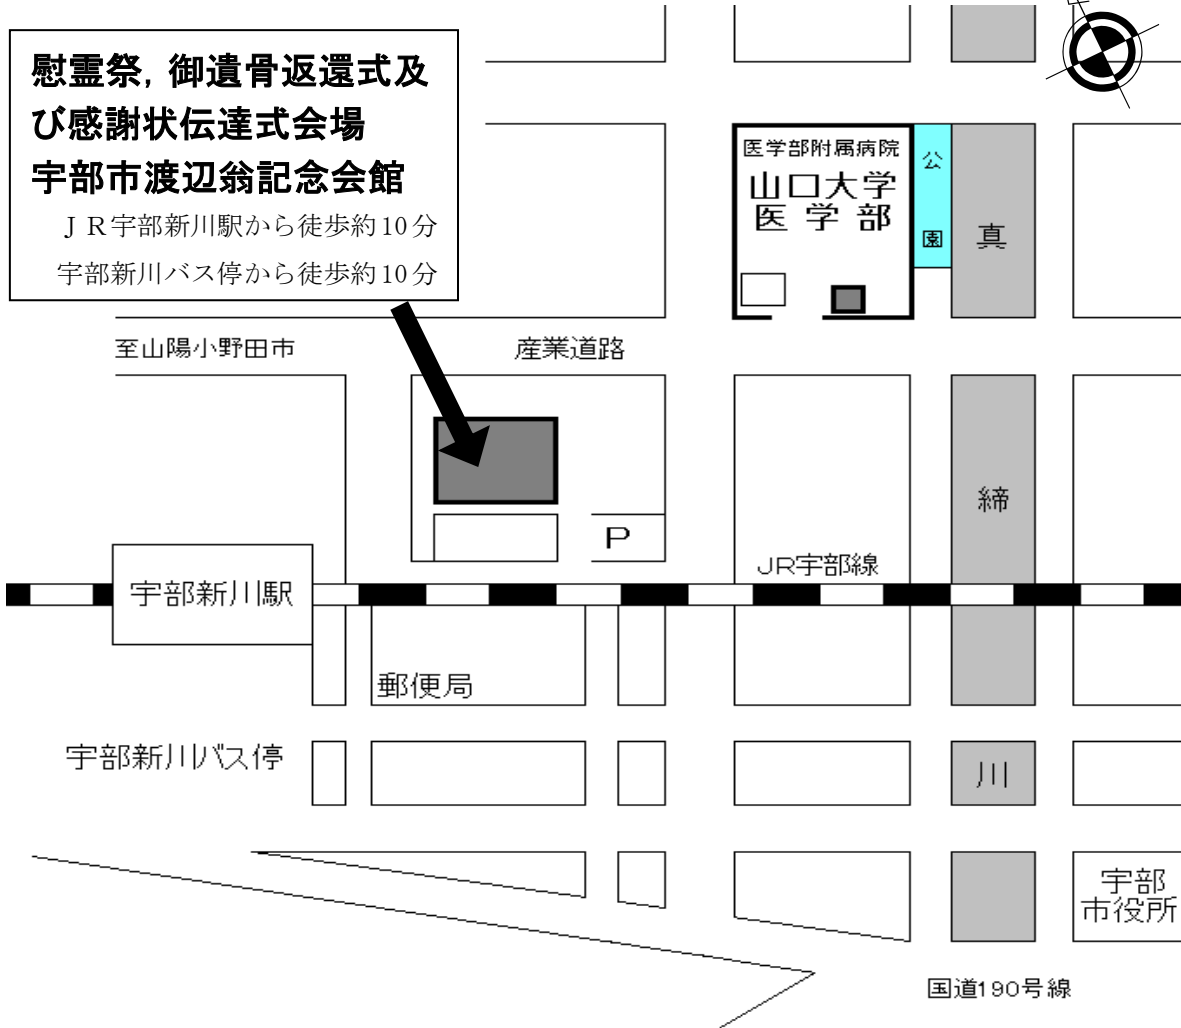 慰霊祭，御遺骨返還式及
び感謝状伝達式会場
宇部市渡辺翁記念会館
ＪＲ宇部新川駅から徒歩約10分
宇部新川バス停から徒歩約10分
医学部附属病院
山口大学
医学部
公
園
真
至山陽小野田市
産業道路
締
P
JR宇部線
宇部新川駅
郵便局
宇部新川バス停
川
宇部
市役所
国道190号線